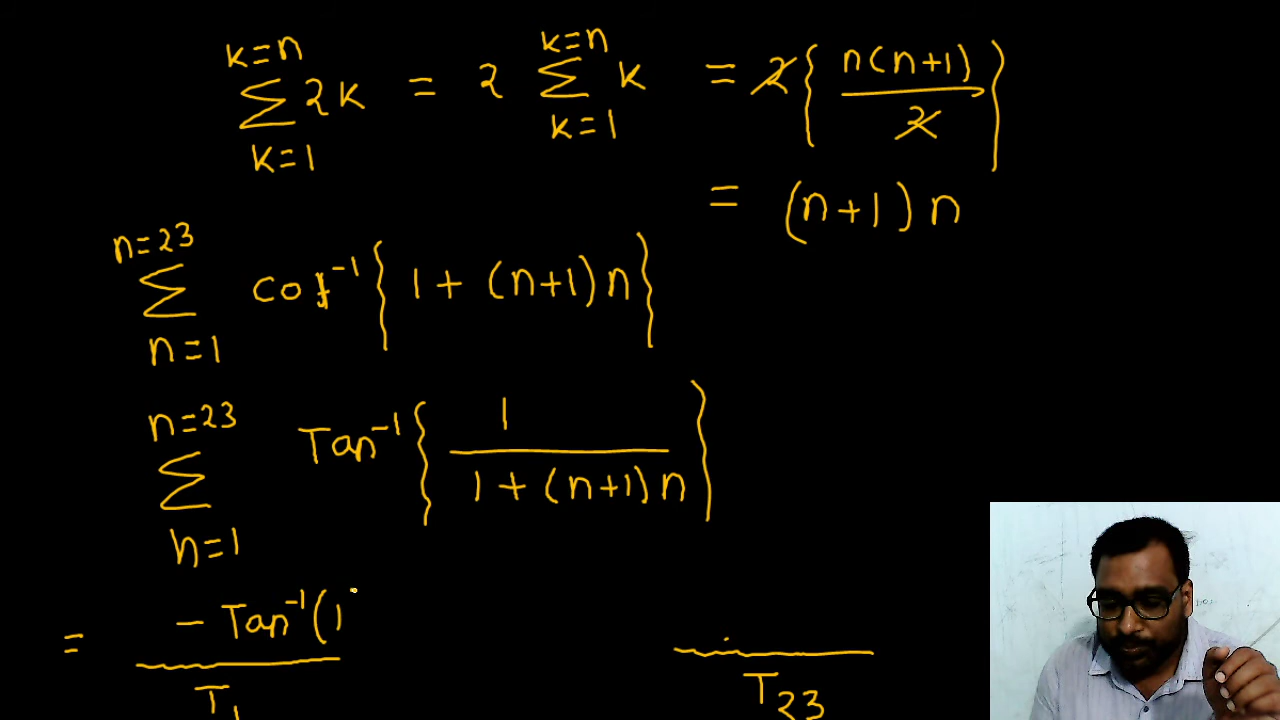 k=n k=n
∑ 2k = 2 ∑ k = 2 { n(n+1) / 2 }
k=1 k=1
= (n+1) n
n=23
∑ cot⁻¹ { 1 + (n+1) n }
n=1
n=23
∑ Tan⁻¹ { 1 / 1 + (n+1) n }
n=1
= - Tan⁻¹(1
T₁ T₂₃